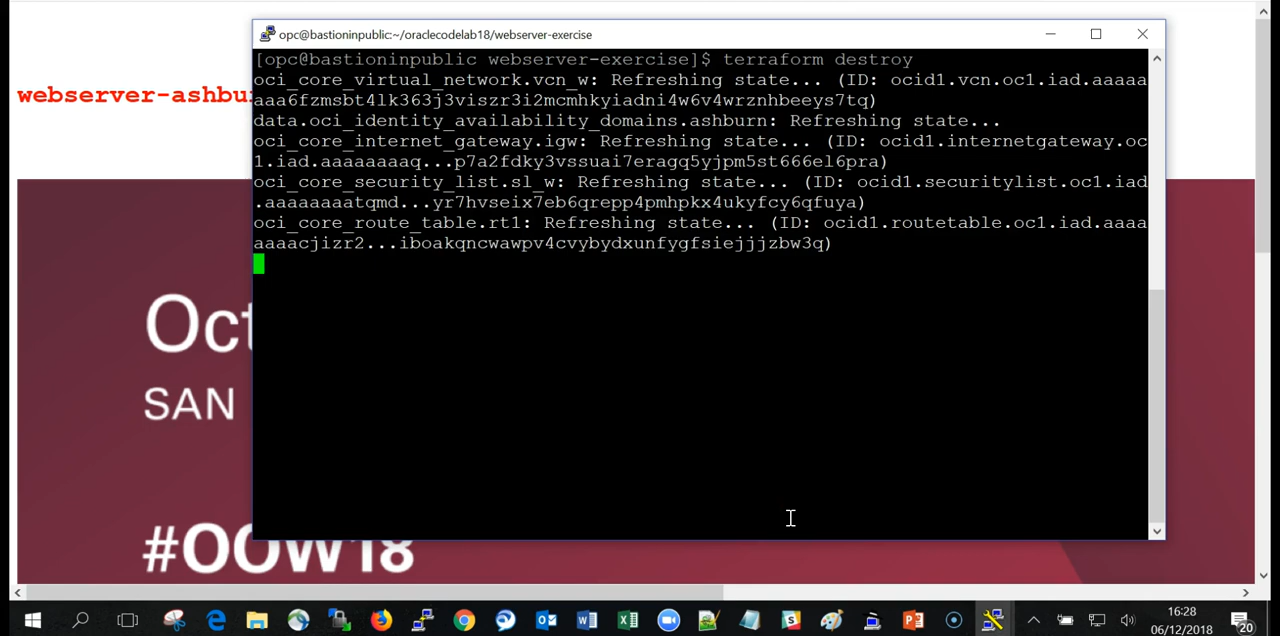 opc@bastioninpublic:~/oraclecodelab18/webserver-exercise
[opc@bastioninpublic webserver-exercise]$ terraform destroy
oci_core_virtual_network.vcn_w: Refreshing state... (ID: ocid1.vcn.oc1.iad.aaaaa
aaa6fzmsbt4lk363j3viszr3i2mcmhkyiadni4w6v4wrznhbeeys7tq)
data.oci_identity_availability_domains.ashburn: Refreshing state...
oci_core_internet_gateway.igw: Refreshing state... (ID: ocid1.internetgateway.oc
1.iad.aaaaaaaaq...p7a2fdky3vssuai7eragq5yjpm5st666el6pra)
oci_core_security_list.sl_w: Refreshing state... (ID: ocid1.securitylist.oc1.iad
.aaaaaaaatqmd...yr7hvseix7eb6qrepp4pmhpkx4ukyfcy6qfuya)
oci_core_route_table.rt1: Refreshing state... (ID: ocid1.routetable.oc1.iad.aaaa
aaaacjizr2...iboakqncwawpv4cvybydxunfygfsiejjjzbw3q)
webserver-ashbu
Oct
SAN
#OOW18
16:28
06/12/2018
20